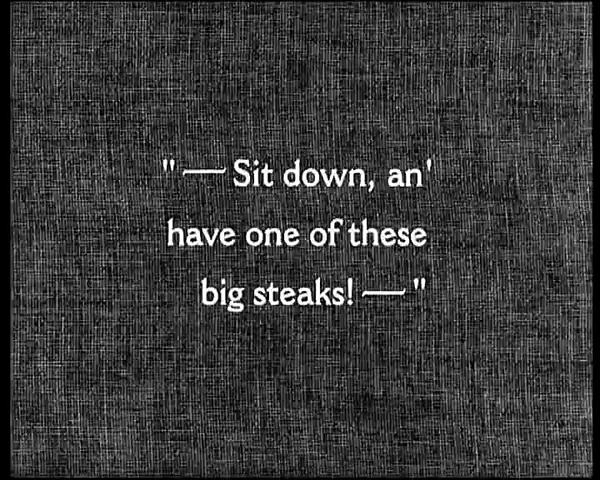 "—Sit down, an'
have one of these
big steaks!—"